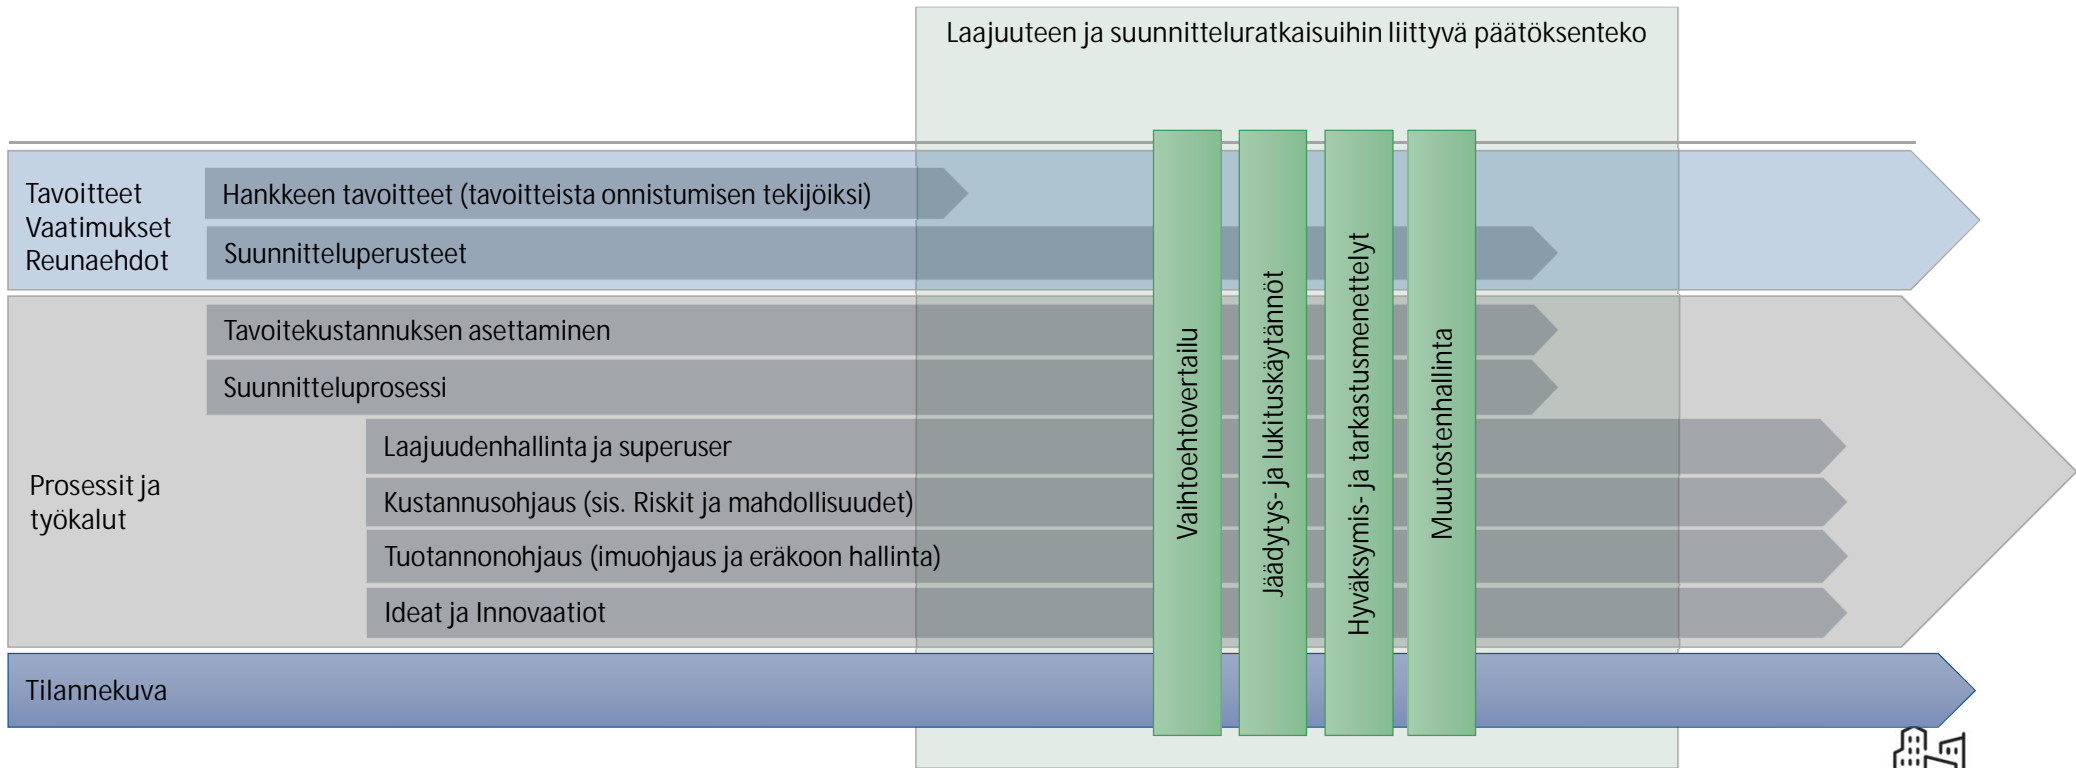 Laajuuteen ja suunnitteluratkaisuihin liittyvä päätöksenteko
Tavoitteet
Vaatimukset
Reunaehdot
Hankkeen tavoitteet (tavoitteista onnistumisen tekijöiksi)
Suunnitteluperusteet
Prosessit ja
työkalut
Tavoitekustannuksen asettaminen
Suunnitteluprosessi
Laajuudenhallinta ja superuser
Kustannusohjaus (sis. Riskit ja mahdollisuudet)
Tuotannonohjaus (imuohjaus ja eräkoon hallinta)
Ideat ja Innovaatiot
Vaihtoehtovertailu
Jäädytys- ja lukituskäytännöt
Hyväksymis- ja tarkastusmenettelyt
Muutostenhallinta
Tilannekuva